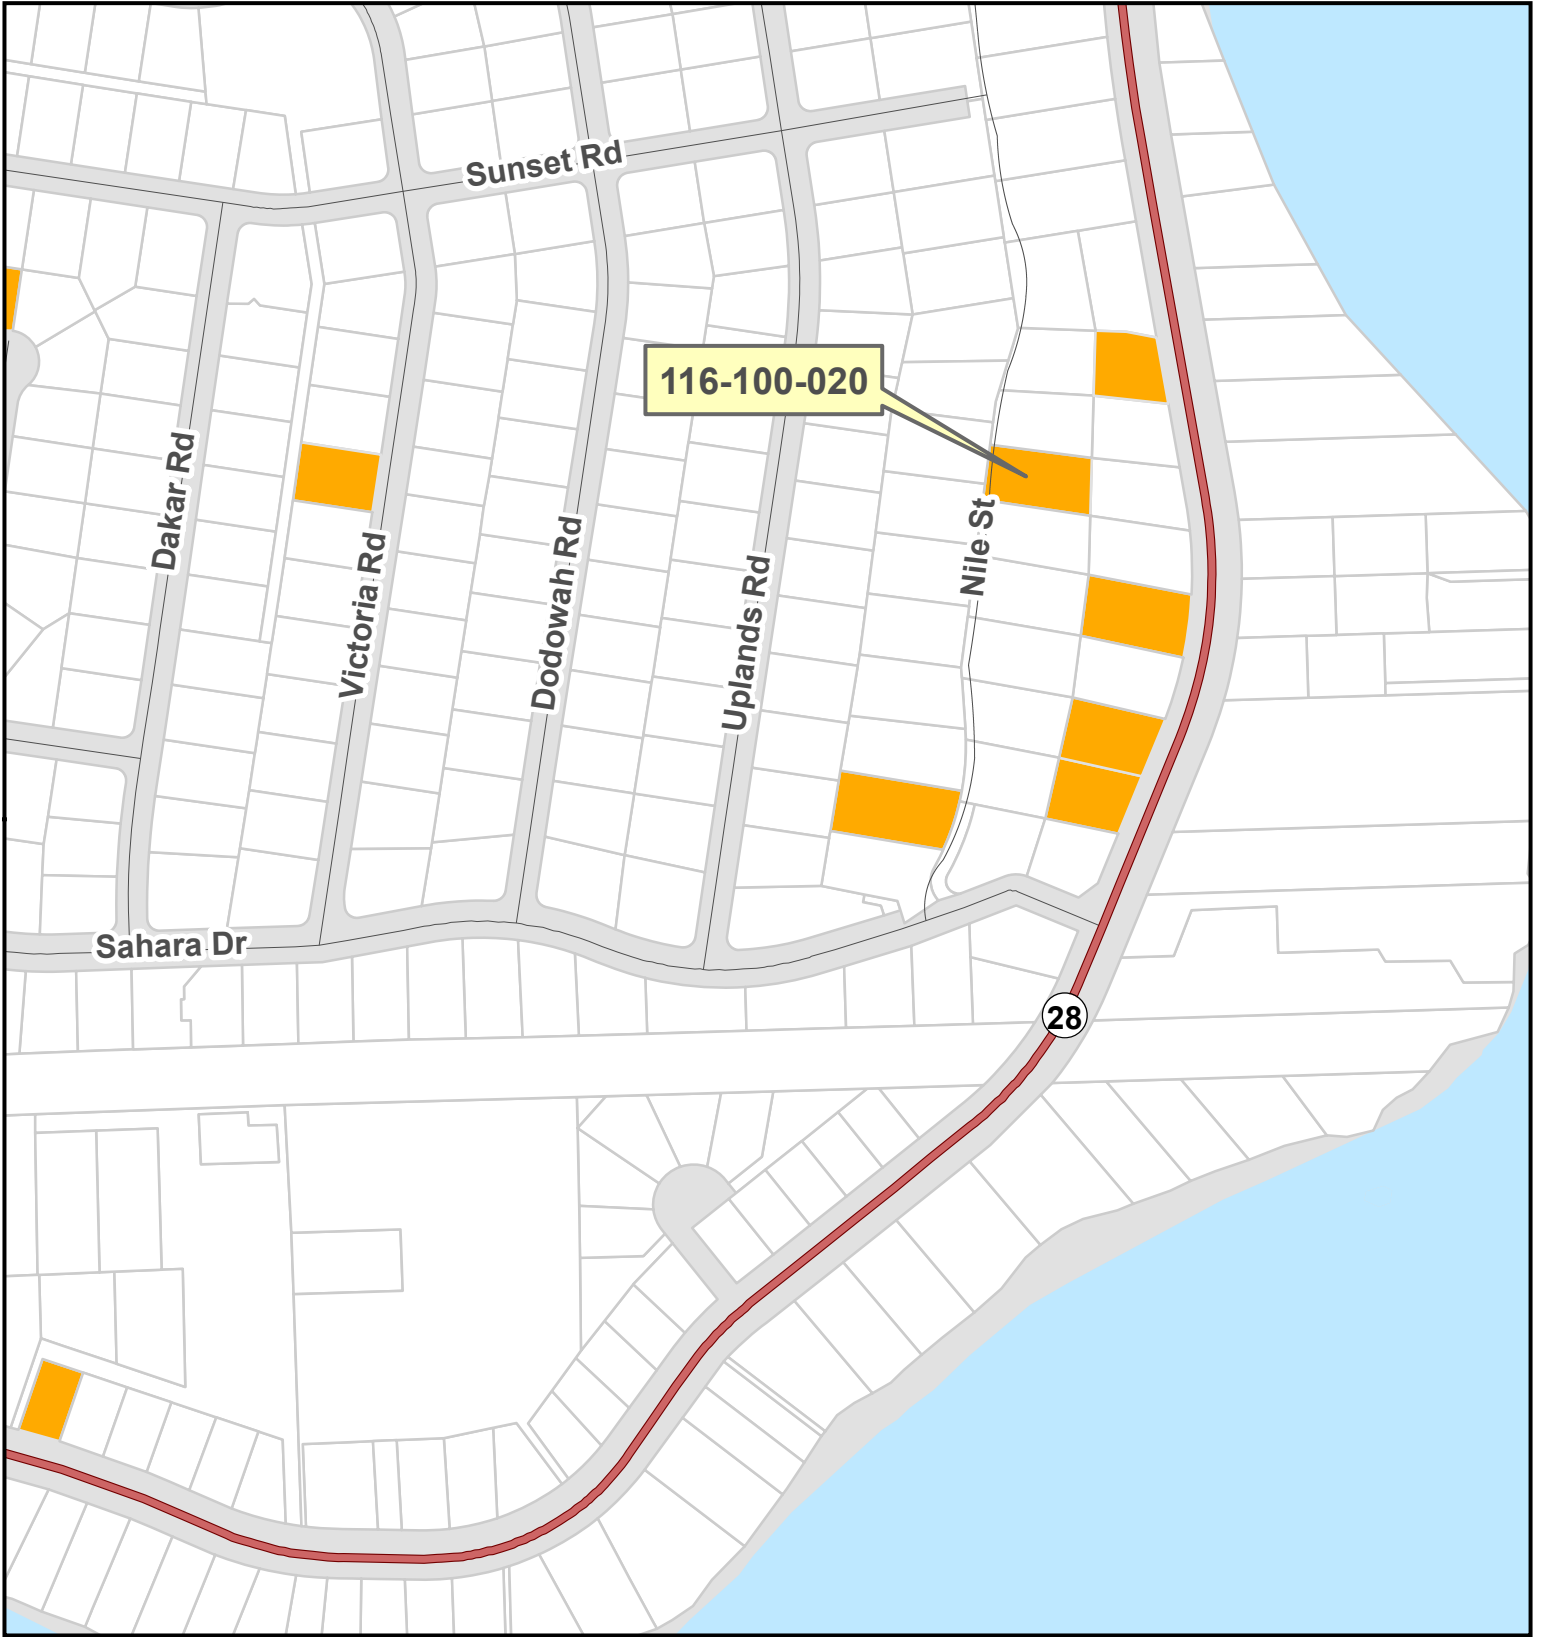 Sunset Rd
116-100-020
Dakar Rd
Victoria Rd
Dodowah Rd
Uplands Rd
Nile St
Sahara Dr
28